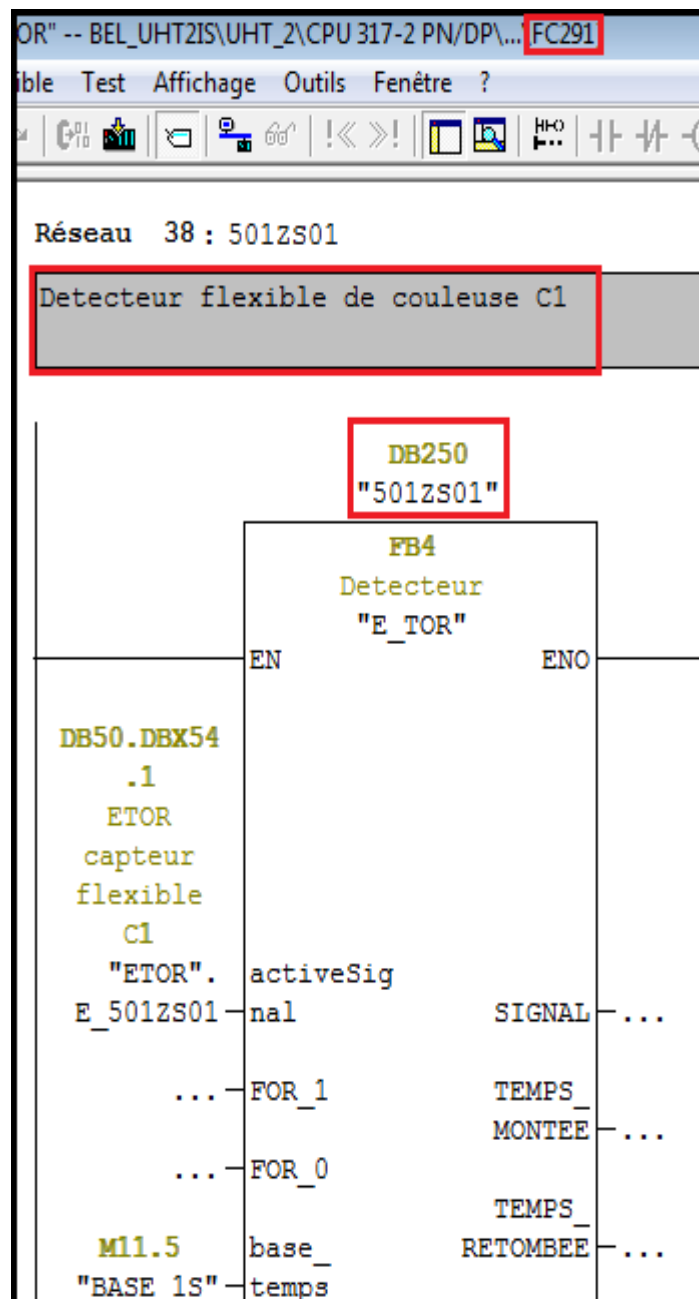 OR" -- BEL_UHT2IS\UHT_2\CPU 317-2 PN/DP\...\FC291
ible Test Affichage Outils Fenêtre ?
Réseau 38 : 501ZS01
Detecteur flexible de couleuse C1
DB250
"501ZS01"
FB4
Detecteur
"E_TOR"
EN ENO
DB50.DBX54
.1
ETOR
capteur
flexible
C1
"ETOR". activeSig
E_501ZS01 nal SIGNAL ...
... FOR_1 TEMPS_
MONTEE ...
... FOR_0
TEMPS_
M11.5 base_ RETOMBEE ...
"BASE 1S" temps